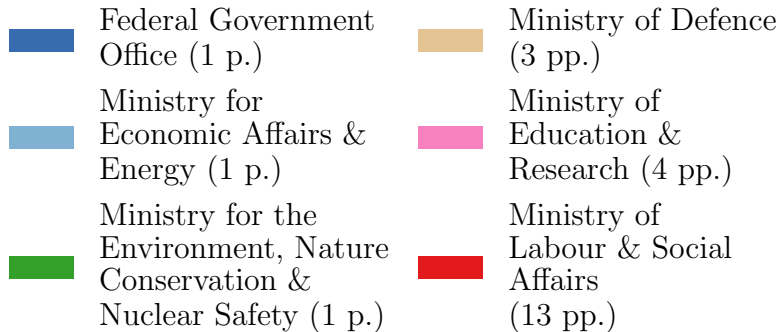 Federal Government
Office (1 p.)
Ministry for
Economic Affairs &
Energy (1 p.)
Ministry for the
Environment, Nature
Conservation &
Nuclear Safety (1 p.)
Ministry of Defence
(3 pp.)
Ministry of
Education &
Research (4 pp.)
Ministry of
Labour & Social
Affairs
(13 pp.)